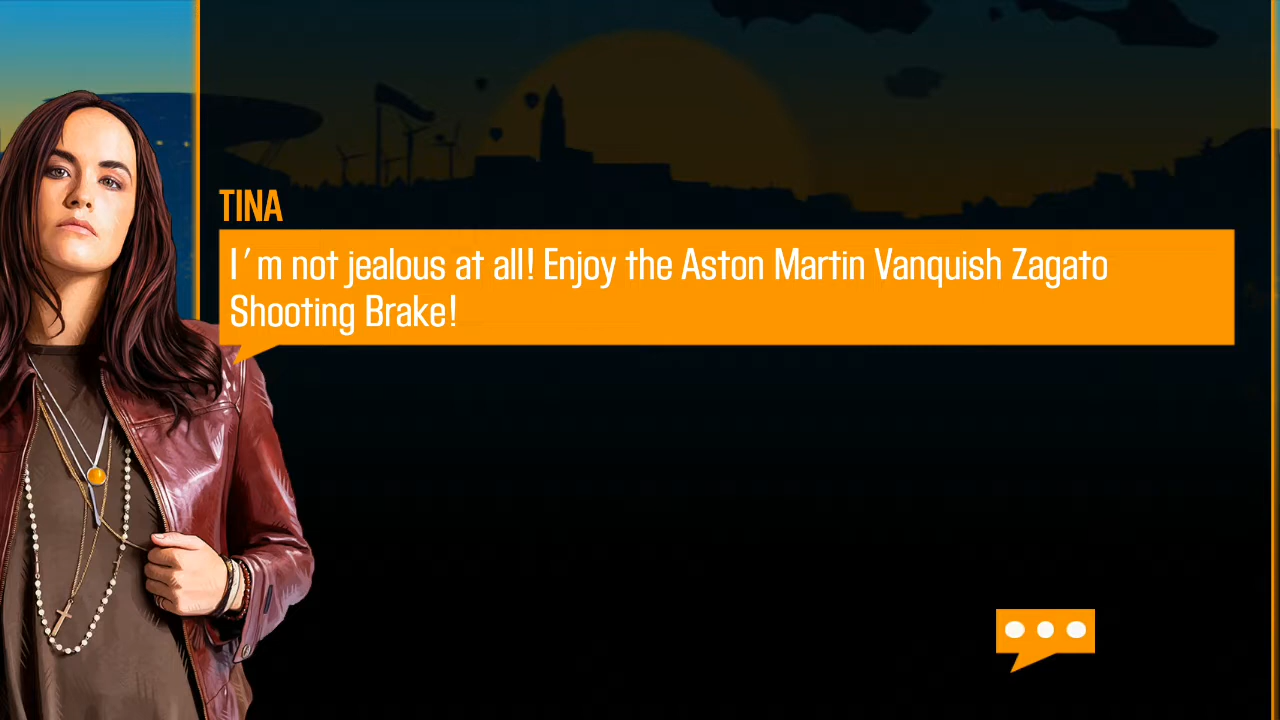 TINA
I'm not jealous at all! Enjoy the Aston Martin Vanquish Zagato
Shooting Brake!